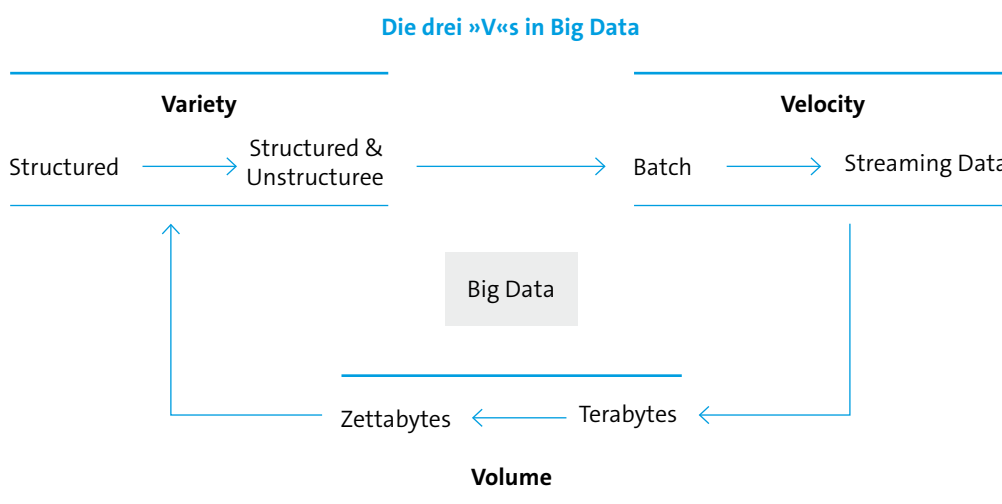 Die drei »V«s in Big Data
Variety
Structured
Structured &
Unstructuree
Velocity
Batch
Streaming Data
Big Data
Zettabytes
Terabytes
Volume